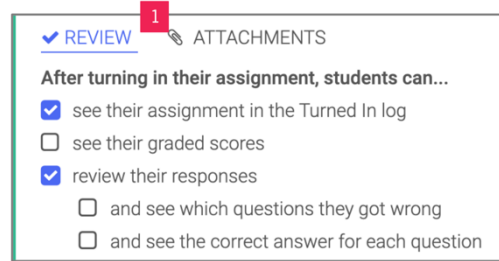 1
REVIEW ATTACHMENTS
After turning in their assignment, students can...
see their assignment in the Turned In log
see their graded scores
review their responses
and see which questions they got wrong
and see the correct answer for each question